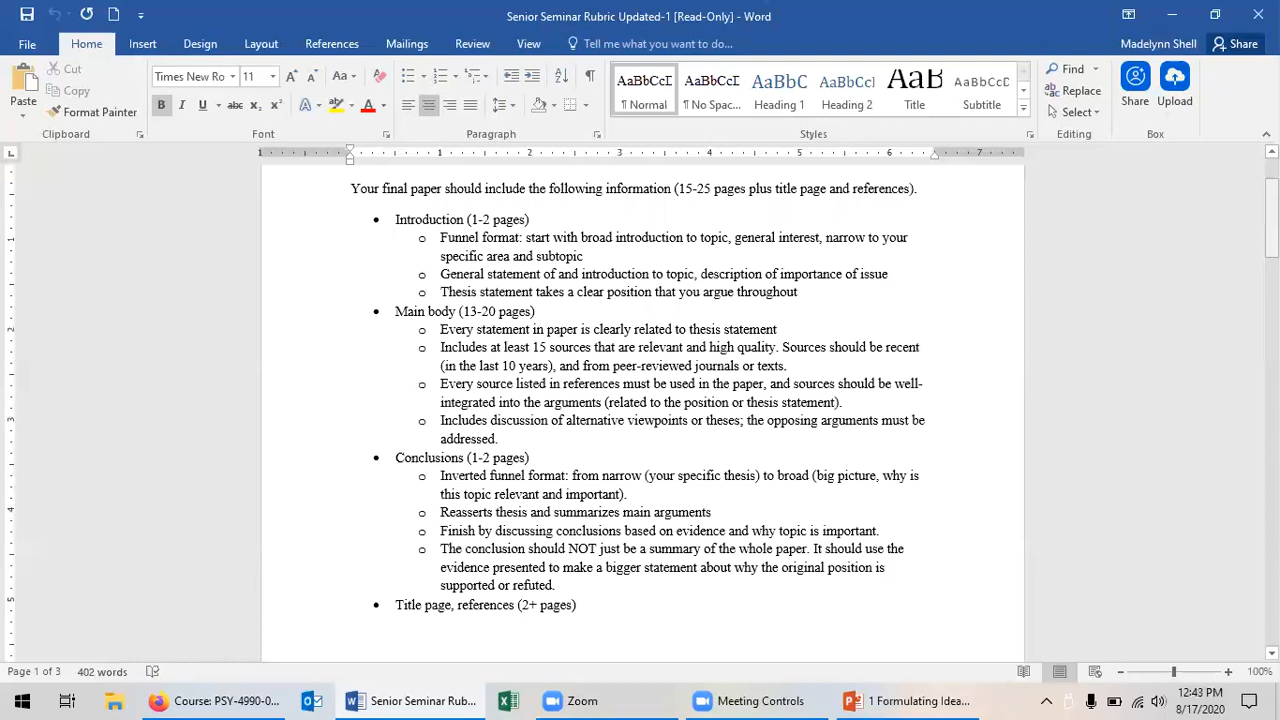 Senior Seminar Rubric Updated-1 [Read-Only] - Word
File Home Insert Design Layout References Mailings Review View Tell me what you want to do... Madelynn Shell Share
Paste Cut Copy Format Painter
Times New Ro 11
AaBbCcI AaBbCcD AaBbC AaBbCcI AaB AaBbCcD
¶ Normal ¶ No Spac... Heading 1 Heading 2 Title Subtitle
Find Replace Select
Share Upload
Clipboard Font Paragraph Styles Editing Box
1 1 2 3 4 5 6 7
Your final paper should include the following information (15-25 pages plus title page and references).
• Introduction (1-2 pages)
o Funnel format: start with broad introduction to topic, general interest, narrow to your
specific area and subtopic
o General statement of and introduction to topic, description of importance of issue
o Thesis statement takes a clear position that you argue throughout
• Main body (13-20 pages)
o Every statement in paper is clearly related to thesis statement
o Includes at least 15 sources that are relevant and high quality. Sources should be recent
(in the last 10 years), and from peer-reviewed journals or texts.
o Every source listed in references must be used in the paper, and sources should be well-
integrated into the arguments (related to the position or thesis statement).
o Includes discussion of alternative viewpoints or theses; the opposing arguments must be
addressed.
• Conclusions (1-2 pages)
o Inverted funnel format: from narrow (your specific thesis) to broad (big picture, why is
this topic relevant and important).
o Reasserts thesis and summarizes main arguments
o Finish by discussing conclusions based on evidence and why topic is important.
o The conclusion should NOT just be a summary of the whole paper. It should use the
evidence presented to make a bigger statement about why the original position is
supported or refuted.
• Title page, references (2+ pages)
Page 1 of 3 402 words 100%
Course: PSY-4990-0... Senior Seminar Rub... Zoom Meeting Controls 1 Formulating Idea... 12:43 PM
8/17/2020